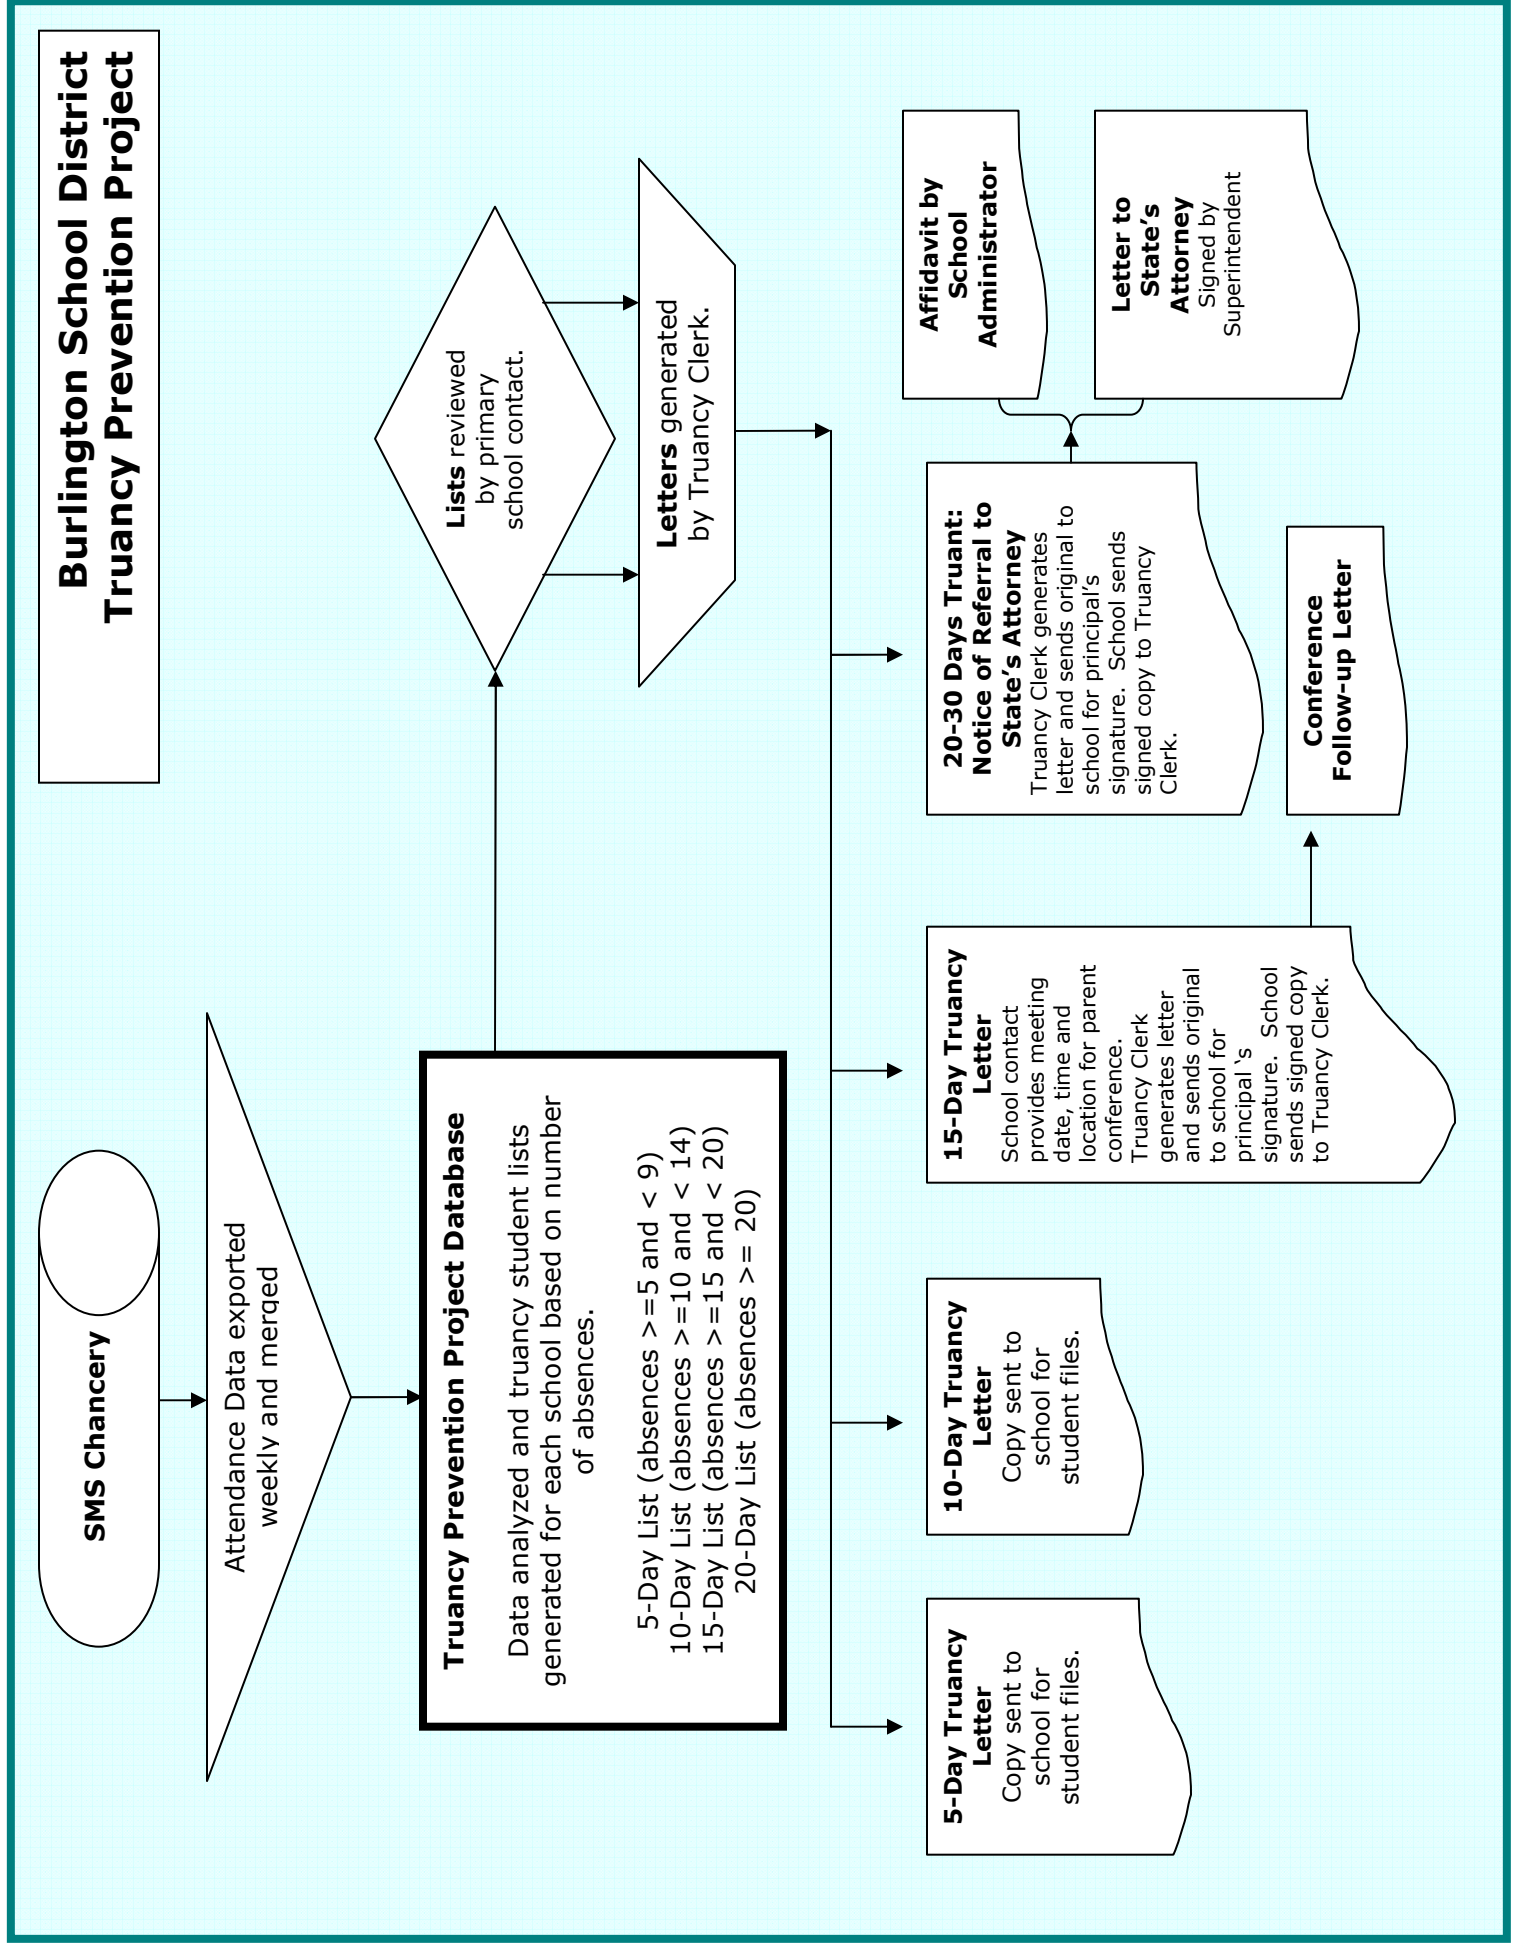 Burlington School District
Truancy Prevention Project
SMS Chancery
Attendance Data exported
weekly and merged
Truancy Prevention Project Database
Data analyzed and truancy student lists
generated for each school based on number
of absences.
5-Day List (absences >=5 and < 9)
10-Day List (absences >=10 and < 14)
15-Day List (absences >=15 and < 20)
20-Day List (absences >= 20)
Lists reviewed
by primary
school contact.
Letters generated
by Truancy Clerk.
5-Day Truancy
Letter
Copy sent to
school for
student files.
10-Day Truancy
Letter
Copy sent to
school for
student files.
15-Day Truancy
Letter
School contact
provides meeting
date, time and
location for parent
conference.
Truancy Clerk
generates letter
and sends original
to school for
principal ‘s
signature.  School
sends signed copy
to Truancy Clerk.
Conference
Follow-up Letter
20-30 Days Truant:
Notice of Referral to
State’s Attorney
Truancy Clerk generates
letter and sends original to
school for principal’s
signature.  School sends
signed copy to Truancy
Clerk.
Affidavit by
School
Administrator
Letter to
State’s
Attorney
Signed by
Superintendent